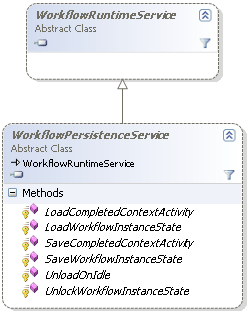 WorkflowRuntimeService
Abstract Class
WorkflowPersistenceService
Abstract Class
WorkflowRuntimeService
Methods
LoadCompletedContextActivity
LoadWorkflowInstanceState
SaveCompletedContextActivity
SaveWorkflowInstanceState
UnloadOnIdle
UnlockWorkflowInstanceState